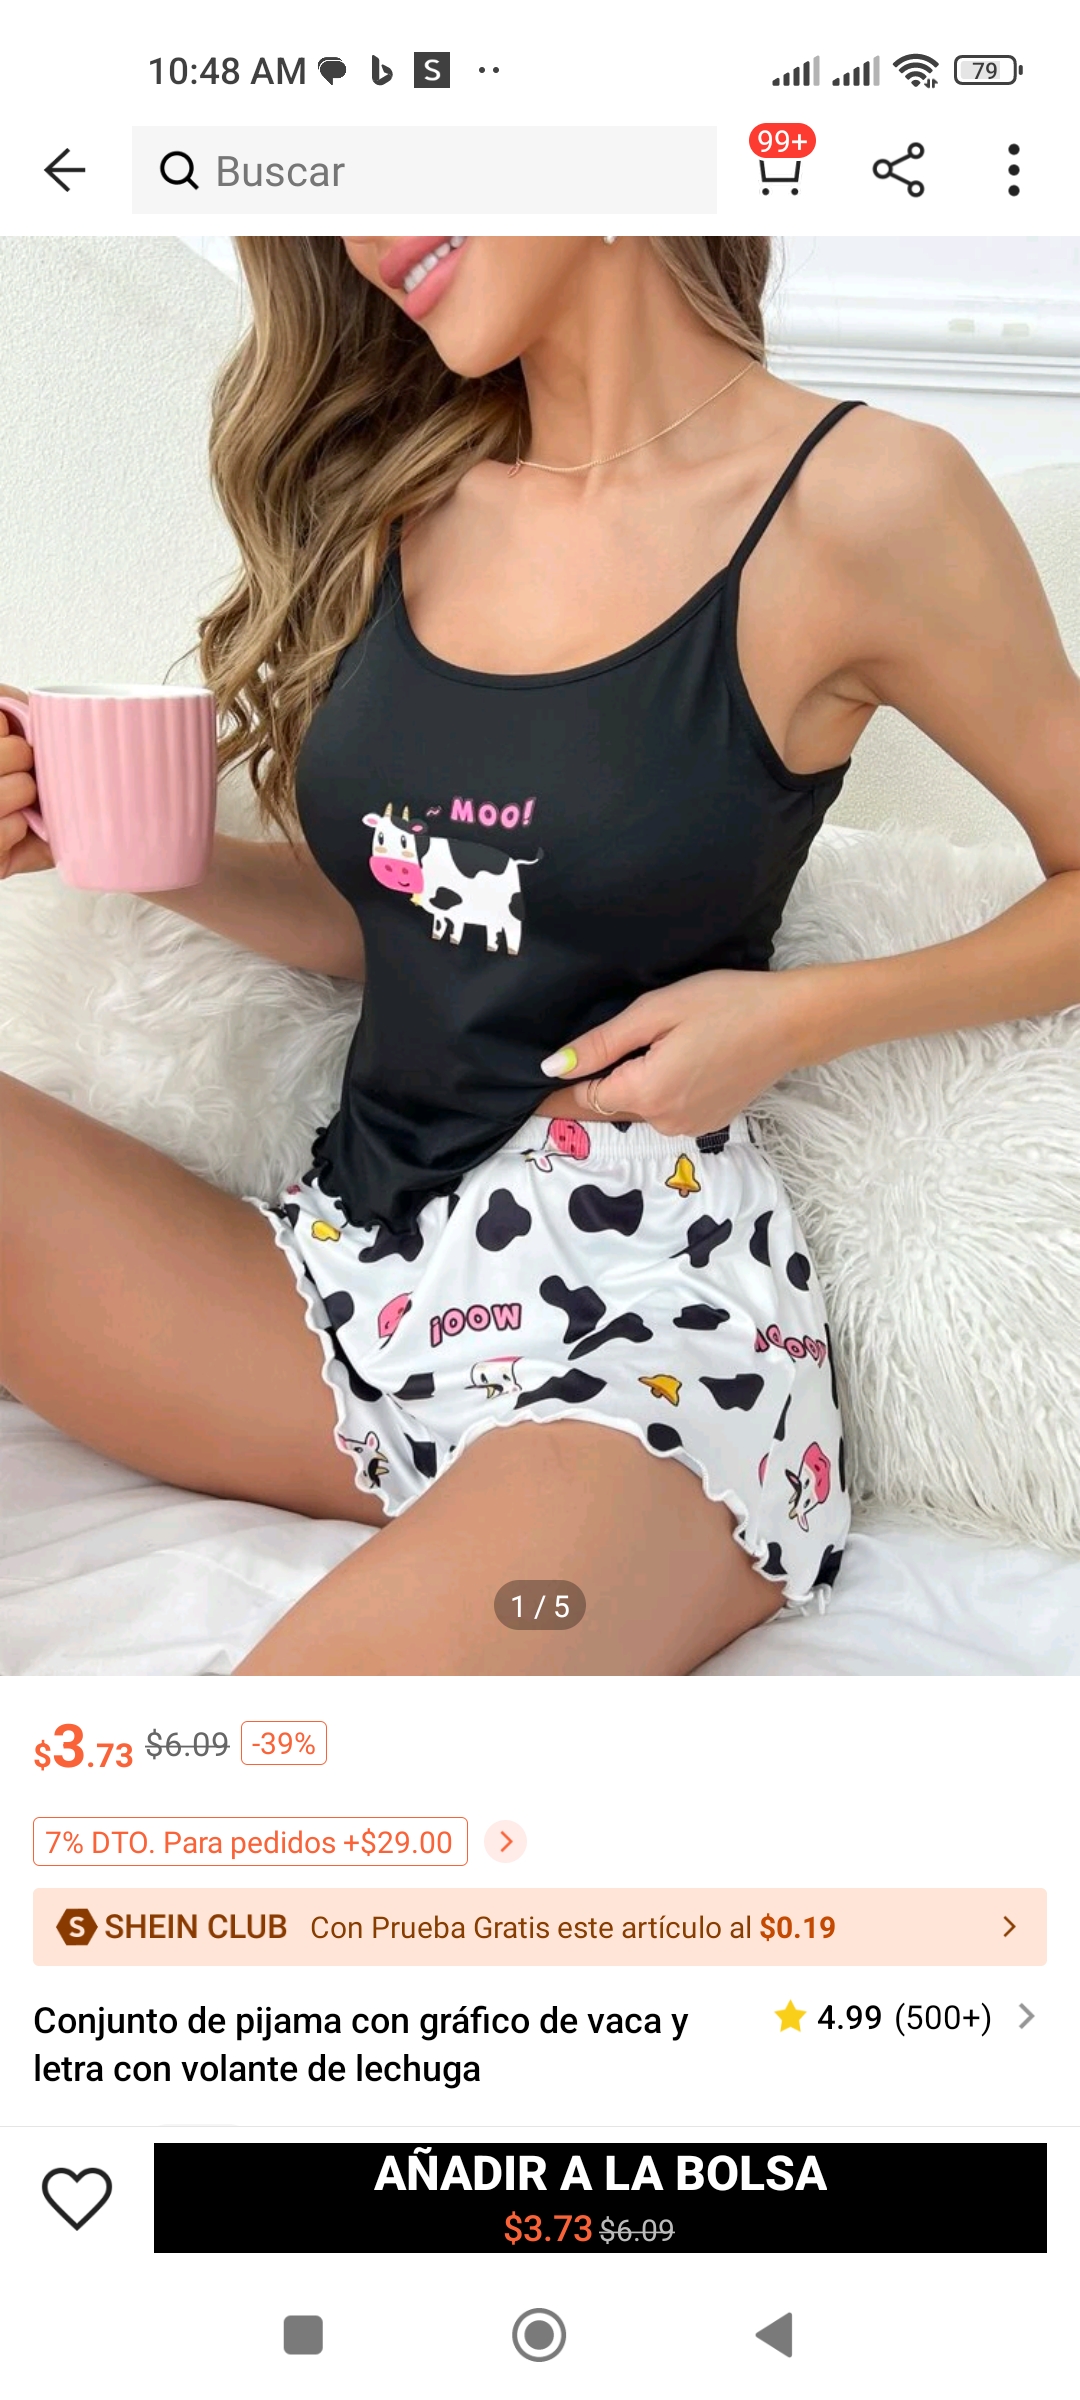 10:48 AM
S
79
Buscar
99+
~ MOO!
MOO!
1 / 5
$3.73 $6.09 -39%
7% DTO. Para pedidos +$29.00
S SHEIN CLUB Con Prueba Gratis este artículo al $0.19
Conjunto de pijama con gráfico de vaca y
letra con volante de lechuga
4.99 (500+)
AÑADIR A LA BOLSA
$3.73 $6.09